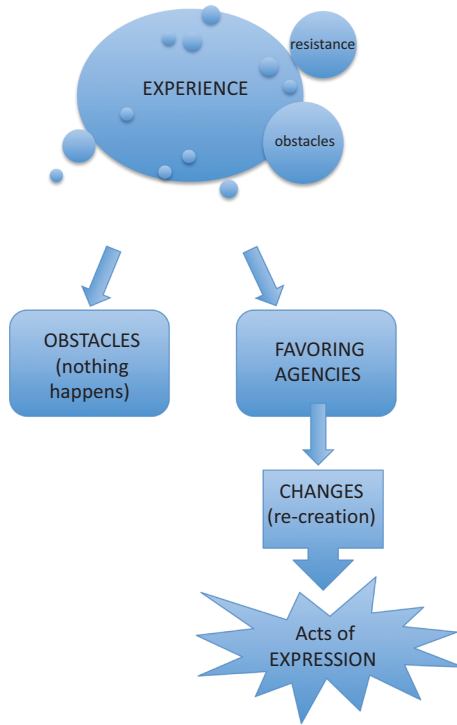 resistance
EXPERIENCE
obstacles
OBSTACLES
(nothing
happens)
FAVORING
AGENCIES
CHANGES
(re-creation)
Acts of
EXPRESSION